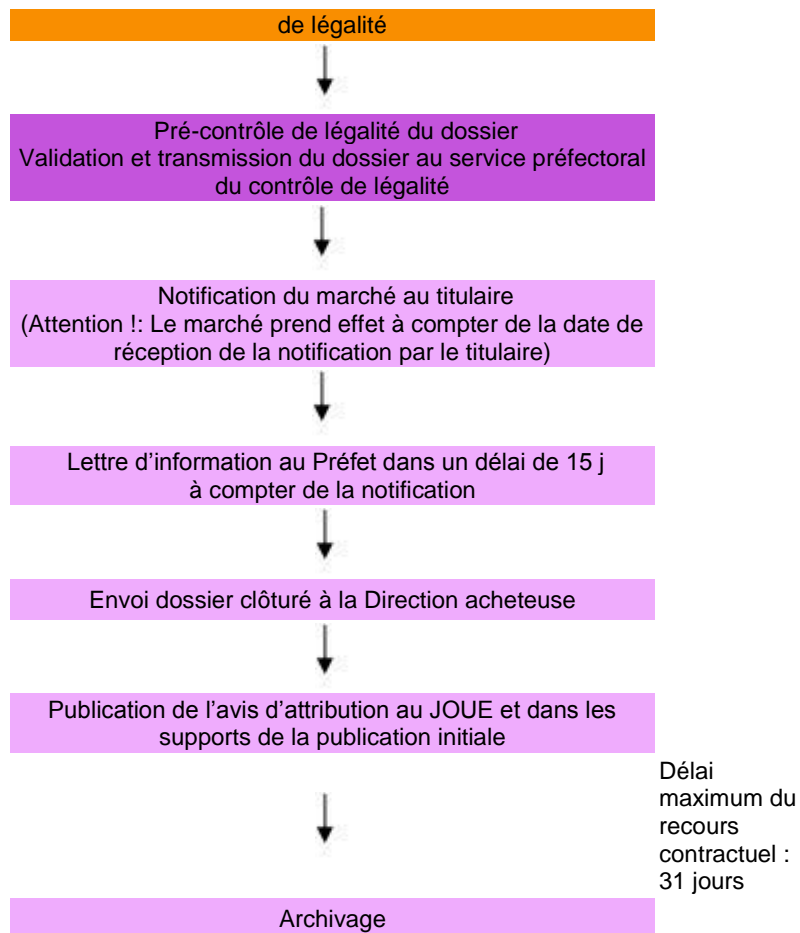 de légalité
Pré-contrôle de légalité du dossier
Validation et transmission du dossier au service préfectoral
du contrôle de légalité
Notification du marché au titulaire
(Attention !: Le marché prend effet à compter de la date de
réception de la notification par le titulaire)
Lettre d’information au Préfet dans un délai de 15 j
à compter de la notification
Envoi dossier clôturé à la Direction acheteuse
Publication de l’avis d’attribution au JOUE et dans les
supports de la publication initiale
Délai
maximum du
recours
contractuel :
31 jours
Archivage